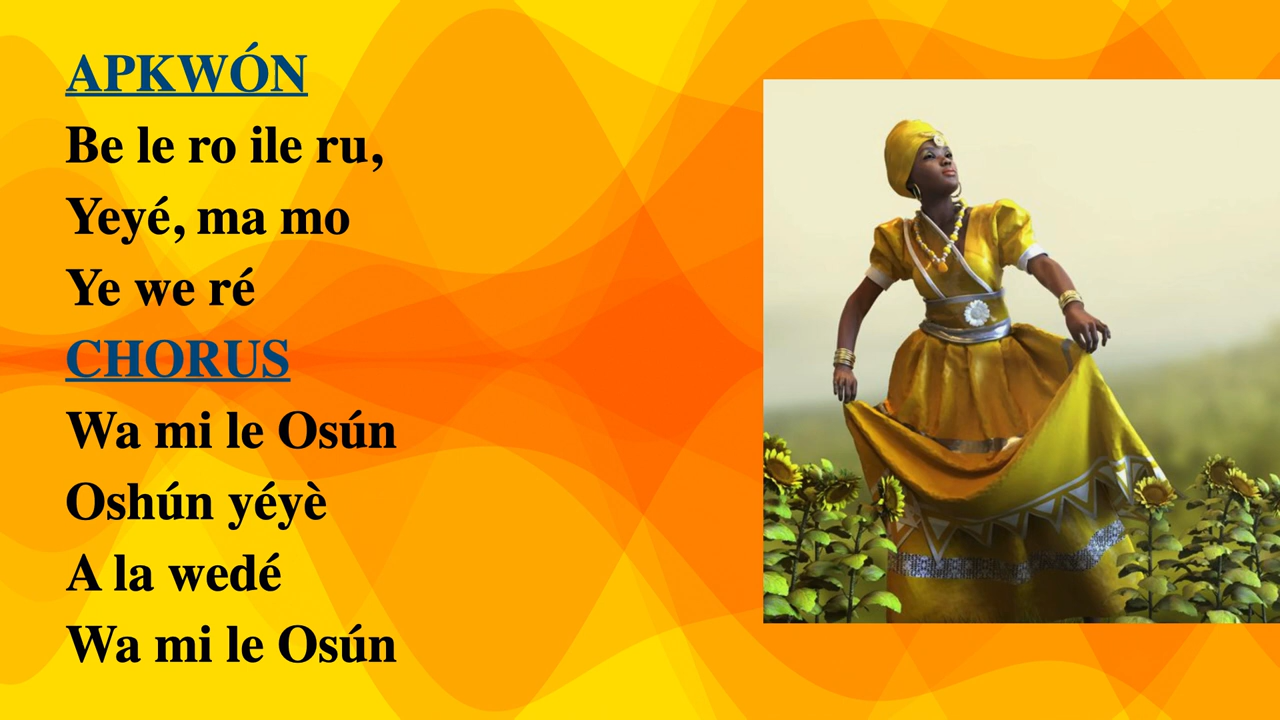 APKWÓN
Be le ro ile ru,
Yeyé, ma mo
Ye we ré
CHORUS
Wa mi le Osún
Oshún yéyè
A la wedé
Wa mi le Osún